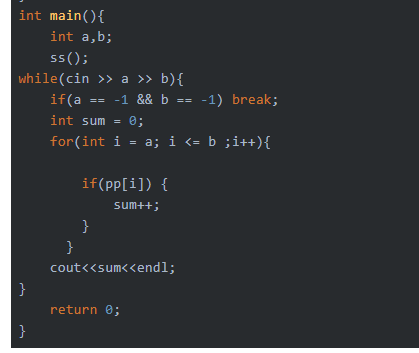 int main(){
    int a,b;
    ss();
while(cin >> a >> b){
    if(a == -1 && b == -1) break;
    int sum = 0;
    for(int i = a; i <= b ;i++){
        if(pp[i]) {
            sum++;
        }
      }
    cout<<sum<<endl;
}
    return 0;
}